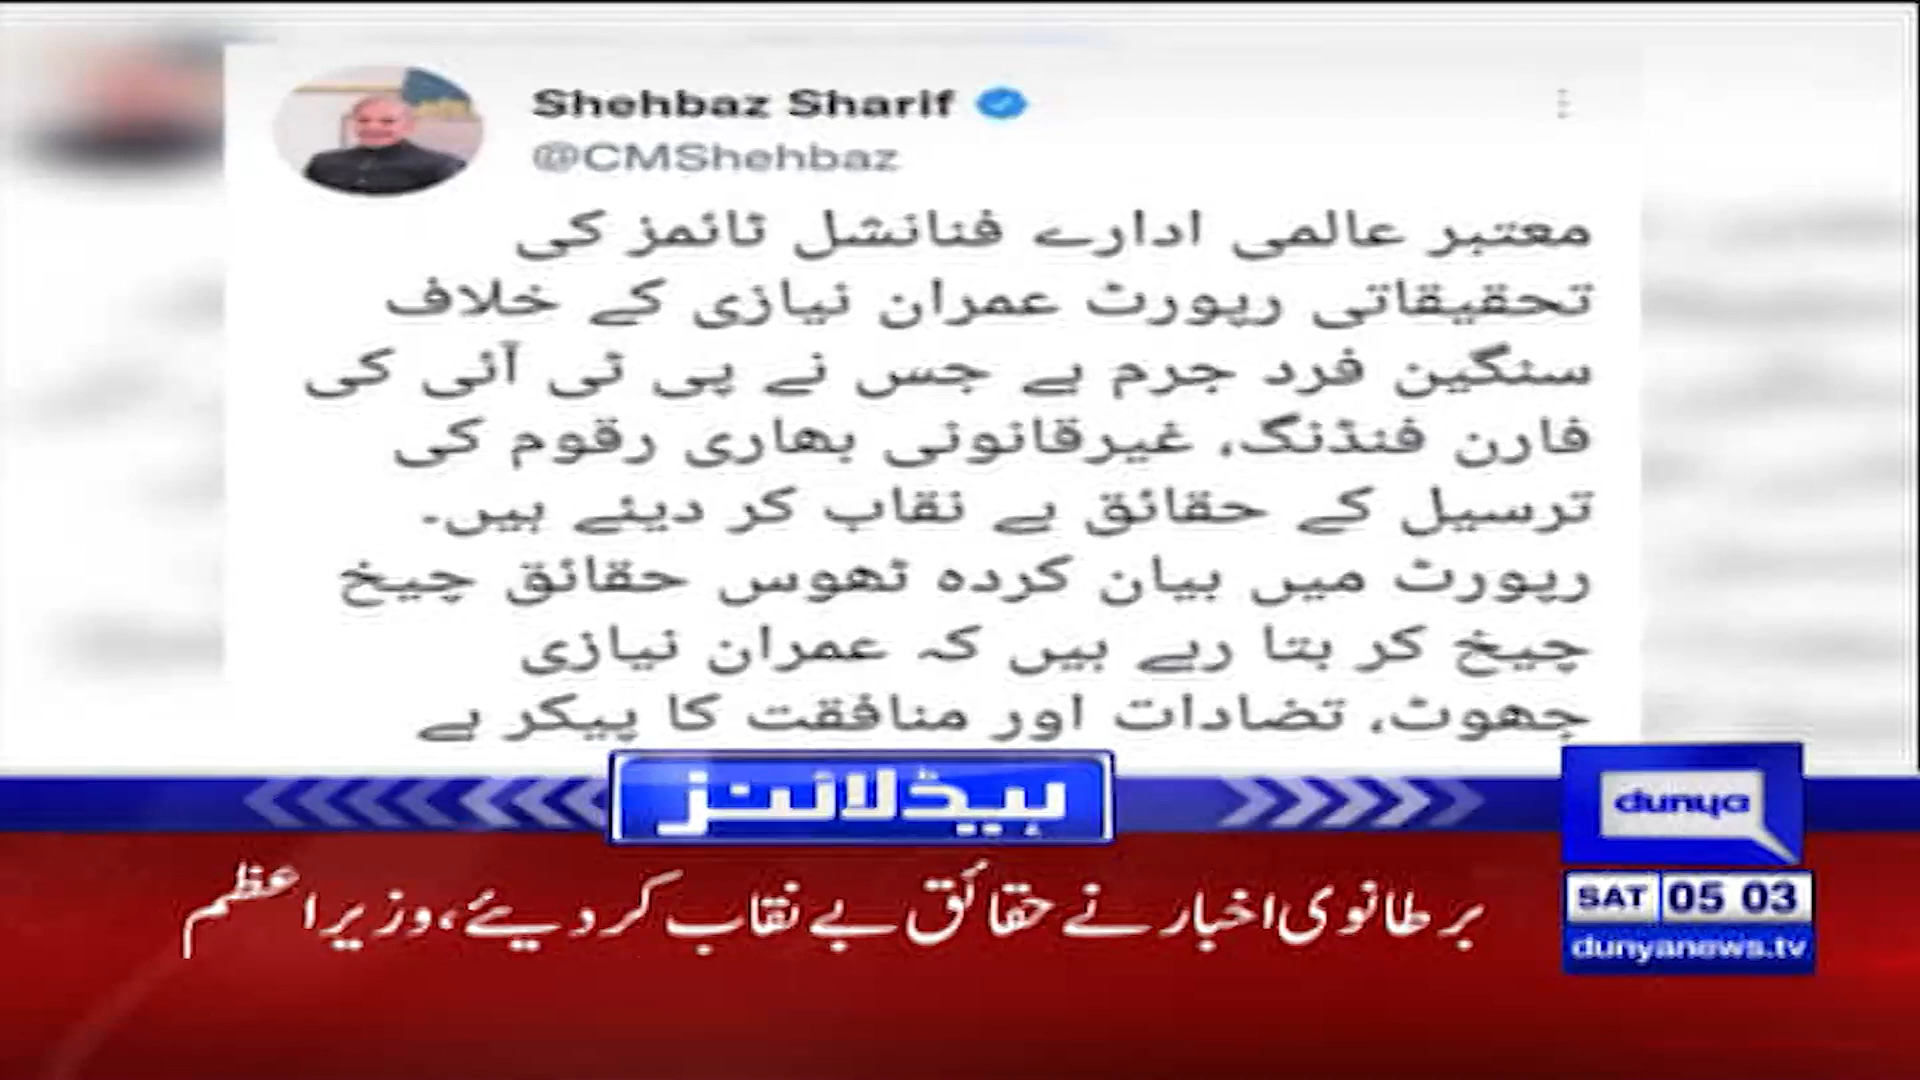 Shehbaz Sharif
@CMShehbaz
معتبر عالمی ادارے فنانشل ٹائمز کی
تحقیقاتی رپورٹ عمران نیازی کے خلاف
سنگین فرد جرم ہے جس نے پی ٹی آئی کی
فارن فنڈنگ، غیرقانونی بھاری رقوم کی
ترسیل کے حقائق بے نقاب کر دیئے ہیں۔
رپورٹ میں بیان کردہ ٹھوس حقائق چیخ
چیخ کر بتا رہے ہیں کہ عمران نیازی
جھوٹ، تضادات اور منافقت کا پیکر ہے
ہیڈلائنز
dunya
برطانوی اخبار نے حقائق بے نقاب کر دیئے، وزیراعظم
SAT 05 03
dunyanews.tv